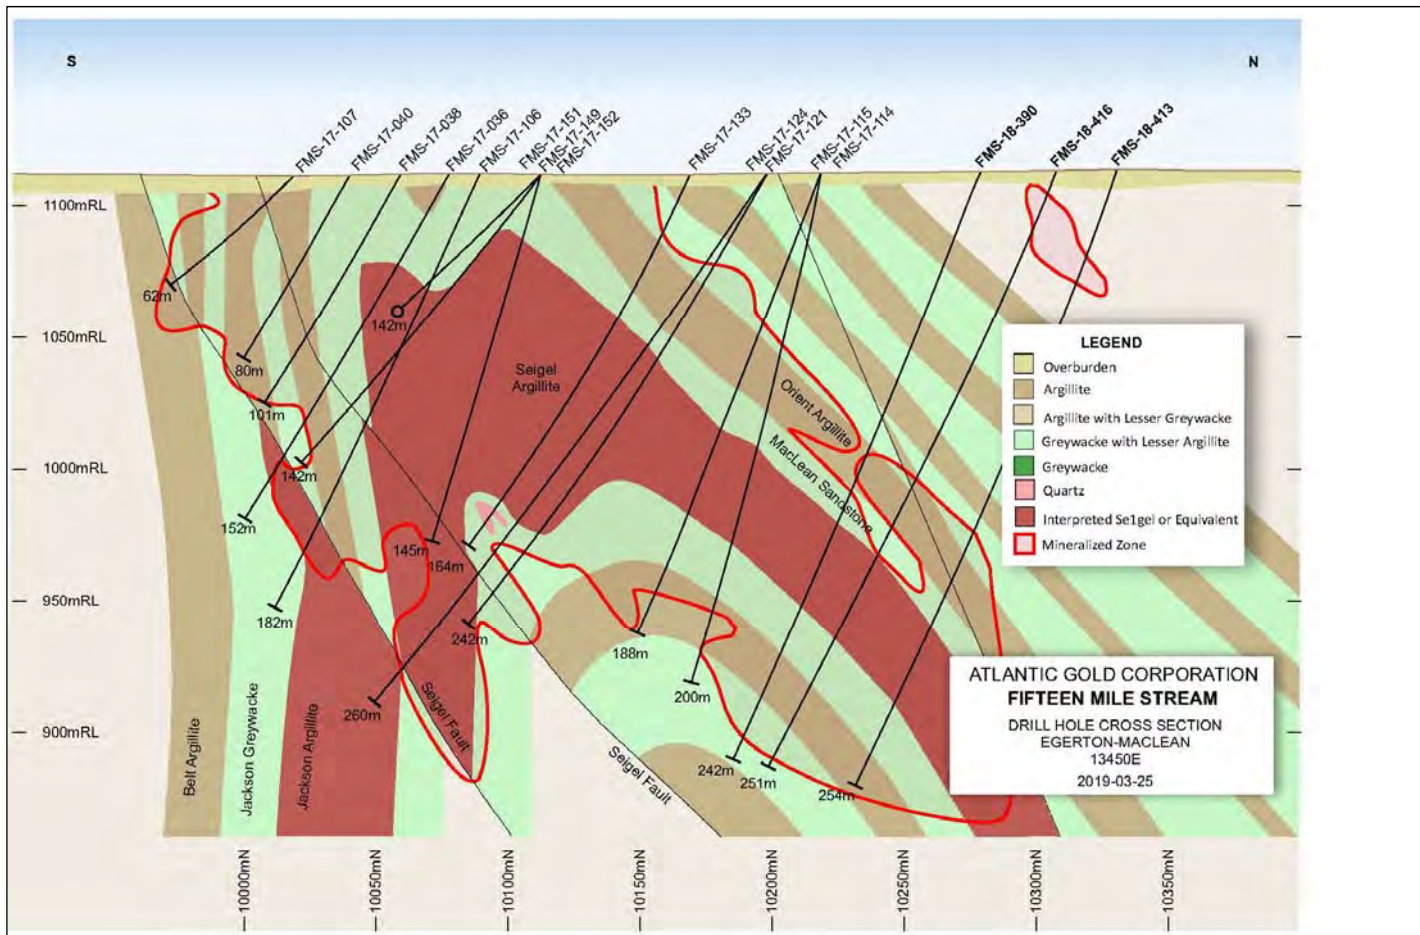 S
N
FMS-17-107
FMS-17-040
FMS-17-038
FMS-17-036
FMS-17-106
FMS-17-151
FMS-17-149
FMS-17-152
FMS-17-133
FMS-17-124
FMS-17-121
FMS-17-115
FMS-17-114
FMS-18-390
FMS-18-416
FMS-18-413
1100mRL
1050mRL
1000mRL
950mRL
900mRL
62m
80m
101m
142m
142m
152m
182m
145m
164m
242m
260m
188m
200m
242m
251m
254m
Seigel
Argillite
Orient Argillite
MacLean Sandstone
Belt Argillite
Jackson Greywacke
Jackson Argillite
Seigel Fault
Seigel Fault
LEGEND
Overburden
Argillite
Argillite with Lesser Greywacke
Greywacke with Lesser Argillite
Greywacke
Quartz
Interpreted Se1gel or Equivalent
Mineralized Zone
ATLANTIC GOLD CORPORATION
FIFTEEN MILE STREAM
DRILL HOLE CROSS SECTION
EGERTON-MACLEAN
13450E
2019-03-25
10000mN
10050mN
10100mN
10150mN
10200mN
10250mN
10300mN
10350mN